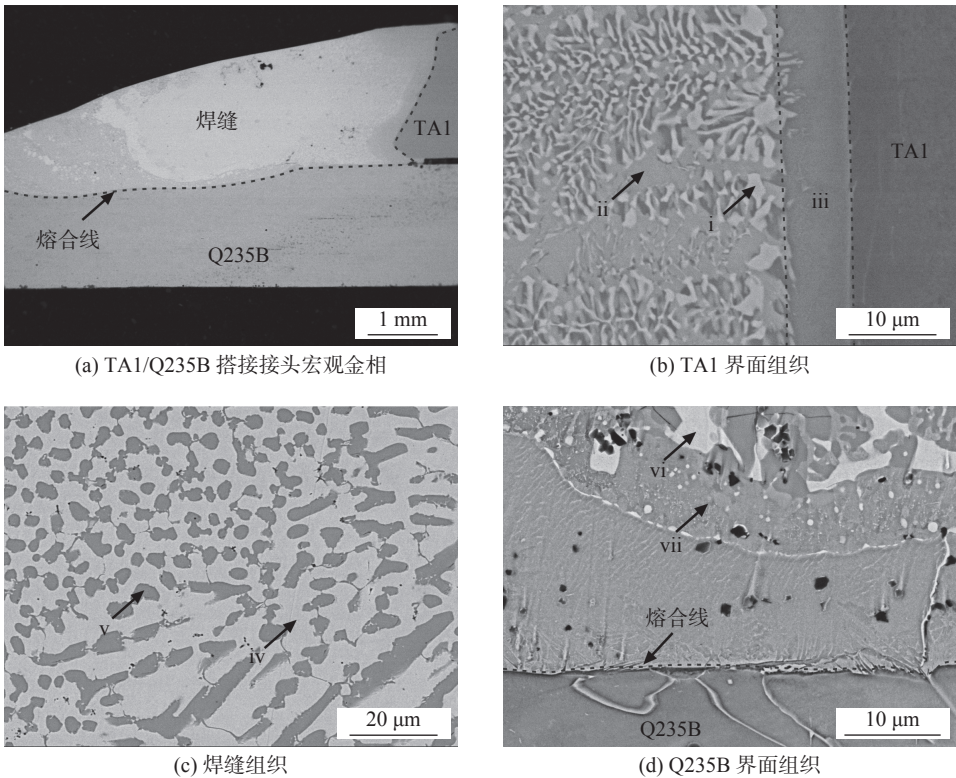 焊缝
TA1
熔合线
Q235B
1 mm
(a) TA1/Q235B 搭接接头宏观金相
TA1
ii
i
iii
10 μm
(b) TA1 界面组织
v
iv
20 μm
(c) 焊缝组织
vi
vii
熔合线
Q235B
10 μm
(d) Q235B 界面组织